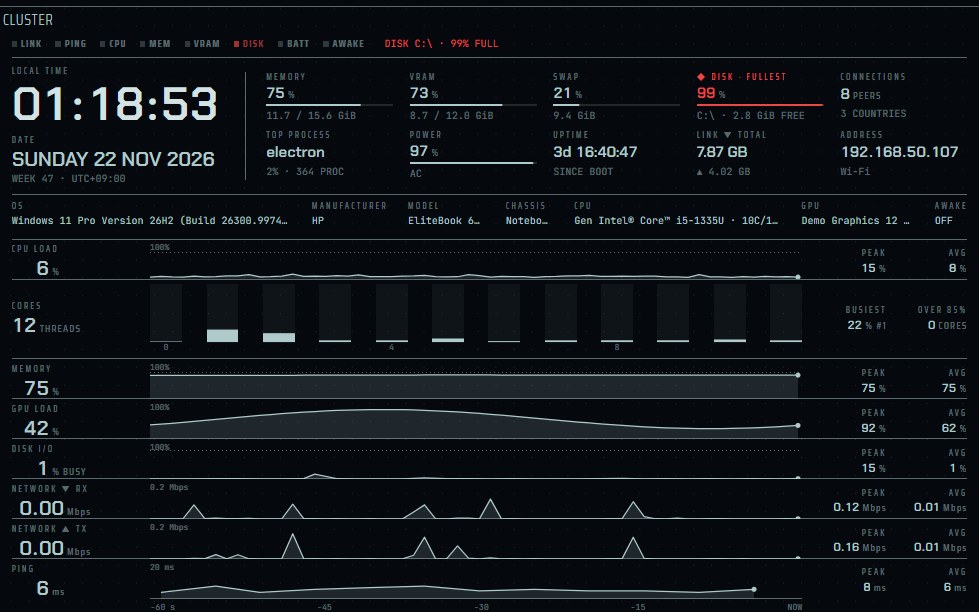 CLUSTER
LINK PING CPU MEM VRAM DISK BATT AWAKE DISK C:\ · 99% FULL
LOCAL TIME
01:18:53
DATE
SUNDAY 22 NOV 2026
WEEK 47 · UTC+09:00
MEMORY
75 %
11.7 / 15.6 GiB
VRAM
73 %
8.7 / 12.0 GiB
SWAP
21 %
9.4 GiB
◆ DISK · FULLEST
99 %
C:\ · 2.8 GiB FREE
CONNECTIONS
8 PEERS
3 COUNTRIES
TOP PROCESS
electron
2% · 364 PROC
POWER
97 %
AC
UPTIME
3d 16:40:47
SINCE BOOT
LINK ▼ TOTAL
7.87 GB
▲ 4.02 GB
ADDRESS
192.168.50.107
Wi-Fi
OS
Windows 11 Pro Version 26H2 (Build 26300.9974…
MANUFACTURER
HP
MODEL
EliteBook 6…
CHASSIS
Notebo…
CPU
Gen Intel® Core™ i5-1335U · 10C/1…
GPU
Demo Graphics 12 …
AWAKE
OFF
CPU LOAD
6 %
100%
PEAK
15 %
AVG
8 %
CORES
12 THREADS
0 4 8
BUSIEST
22 % #1
OVER 85%
0 CORES
MEMORY
75 %
100%
PEAK
75 %
AVG
75 %
GPU LOAD
42 %
100%
PEAK
92 %
AVG
62 %
DISK I/O
1 % BUSY
100%
PEAK
15 %
AVG
1 %
NETWORK ▼ RX
0.00 Mbps
0.2 Mbps
PEAK
0.12 Mbps
AVG
0.01 Mbps
NETWORK ▲ TX
0.00 Mbps
0.2 Mbps
PEAK
0.16 Mbps
AVG
0.01 Mbps
PING
6 ms
20 ms
PEAK
8 ms
AVG
6 ms
-60 s -45 -30 -15 NOW